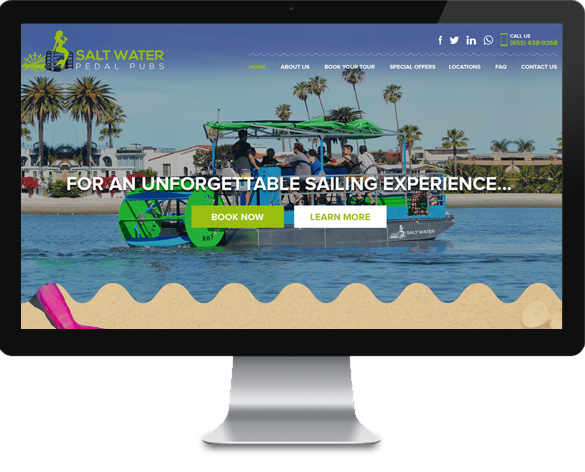 SALT WATER
PEDAL PUBS
CALL US
(855) 638-9268
HOME ABOUT US BOOK YOUR TOUR SPECIAL OFFERS LOCATIONS FAQ CONTACT US
FOR AN UNFORGETTABLE SAILING EXPERIENCE...
BOOK NOW LEARN MORE
SALT WATER